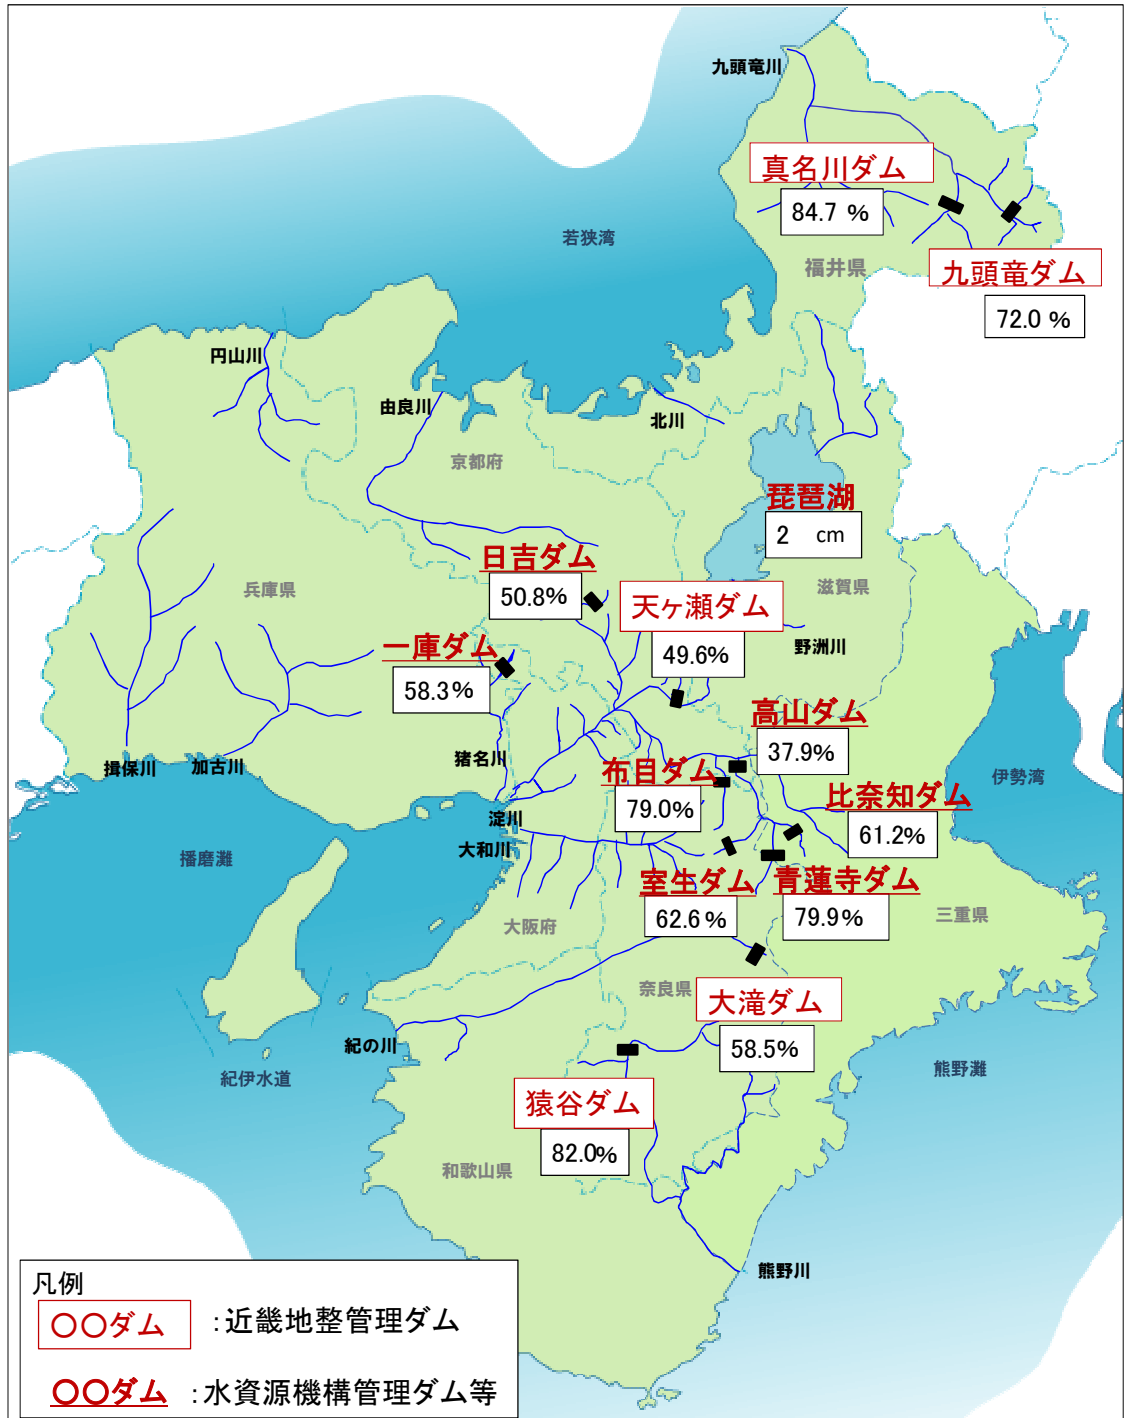 九頭竜川
真名川ダム
84.7 %
若狭湾
福井県
九頭竜ダム
72.0 %
円山川
由良川
北川
京都府
琵琶湖
2 cm
日吉ダム
50.8%
兵庫県
天ヶ瀬ダム
滋賀県
49.6%
野洲川
一庫ダム
58.3%
高山ダム
37.9%
猪名川
揖保川
加古川
布目ダム
79.0%
伊勢湾
比奈知ダム
61.2%
淀川
大和川
播磨灘
室生ダム
62.6 %
青蓮寺ダム
79.9%
大阪府
三重県
奈良県
大滝ダム
58.5%
紀の川
紀伊水道
熊野灘
猿谷ダム
82.0%
和歌山県
熊野川
凡例
〇〇ダム :近畿地整管理ダム
〇〇ダム :水資源機構管理ダム等